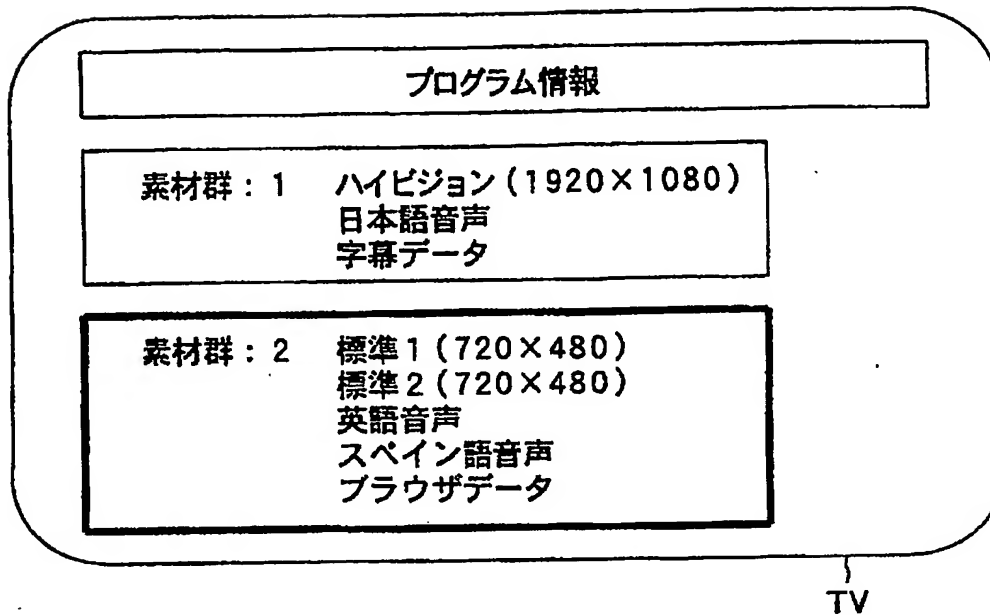 プログラム情報
素材群：1 ハイビジョン(1920×1080)
日本語音声
字幕データ
素材群：2 標準1(720×480)
標準2(720×480)
英語音声
スペイン語音声
ブラウザデータ
TV